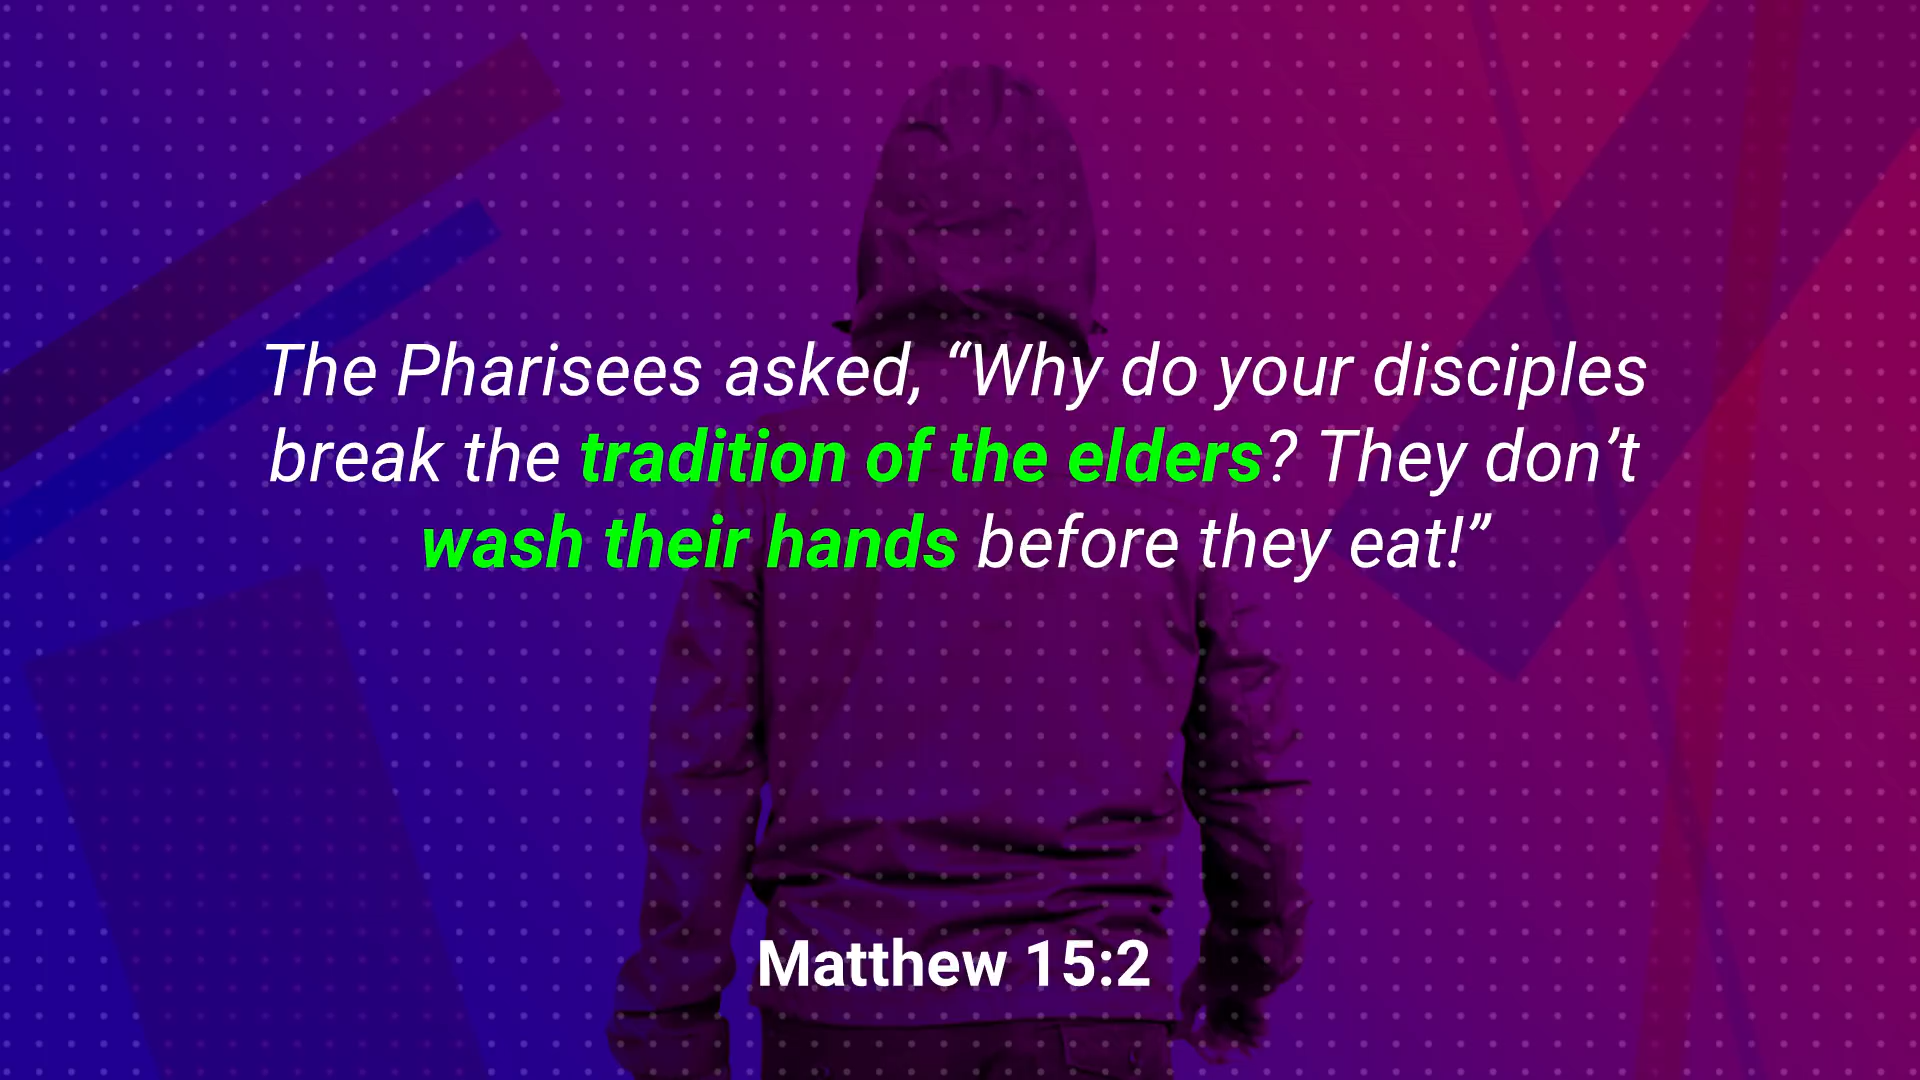 The Pharisees asked, “Why do your disciples
break the tradition of the elders? They don’t
wash their hands before they eat!”
Matthew 15:2